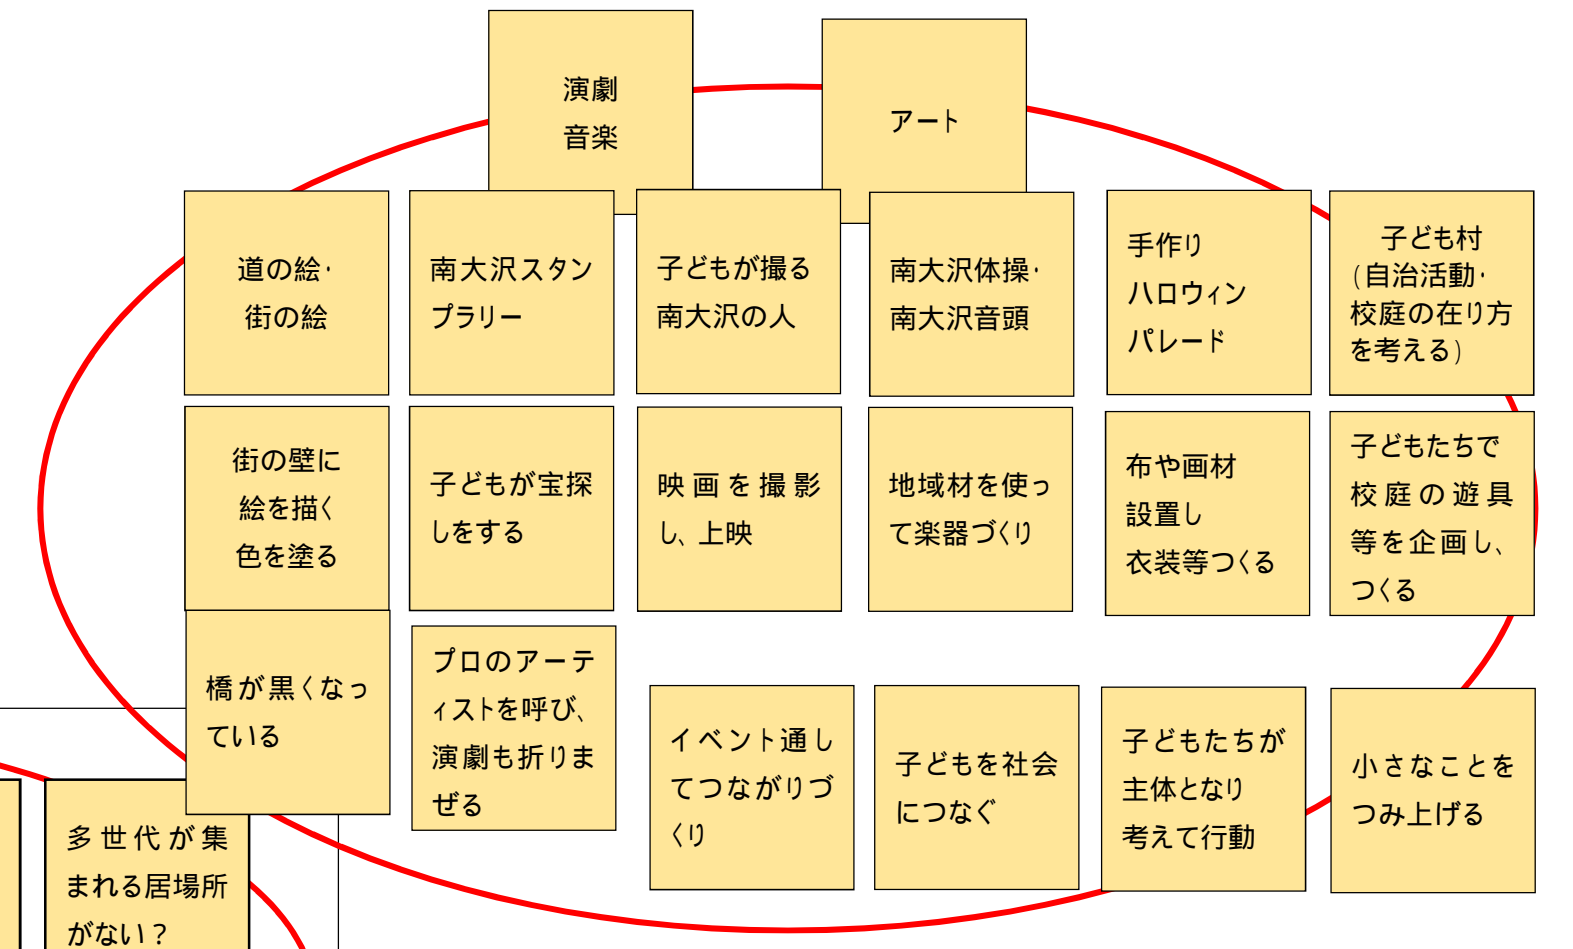 演劇
音楽
アート
道の絵・
街の絵
南大沢スタン
プラリー
子どもが撮る
南大沢の人
南大沢体操・
南大沢音頭
手作り
ハロウィン
パレード
子ども村
(自治活動・
校庭の在り方
を考える)
街の壁に
絵を描く
色を塗る
子どもが宝探
しをする
映画を撮影
し、上映
地域材を使っ
て楽器づくり
布や画材
設置し
衣装等つくる
子どもたちで
校庭の遊具
等を企画し、
つくる
橋が黒くなっ
ている
プロのアーテ
ィストを呼び、
演劇も折りま
ぜる
イベント通し
てつながりづ
くり
子どもを社会
につなぐ
子どもたちが
主体となり
考えて行動
小さなことを
つみ上げる
多世代が集
まれる居場所
がない？